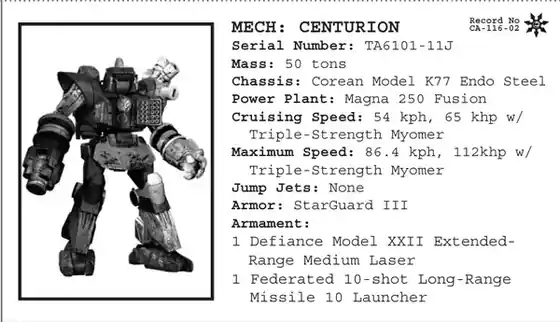 MECH: CENTURION
Record No
CA-116-02
Serial Number: TA6101-11J
Mass: 50 tons
Chassis: Corean Model K77 Endo Steel
Power Plant: Magna 250 Fusion
Cruising Speed: 54 kph, 65 khp w/
Triple-Strength Myomer
Maximum Speed: 86.4 kph, 112khp w/
Triple-Strength Myomer
Jump Jets: None
Armor: StarGuard III
Armament:
1 Defiance Model XXII Extended-
Range Medium Laser
1 Federated 10-shot Long-Range
Missile 10 Launcher